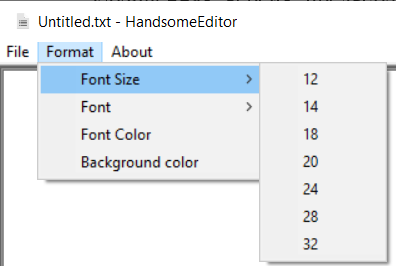 Untitled.txt - HandsomeEditor
File Format About
Font Size > 12
Font > 14
Font Color 18
Background color 20
24
28
32